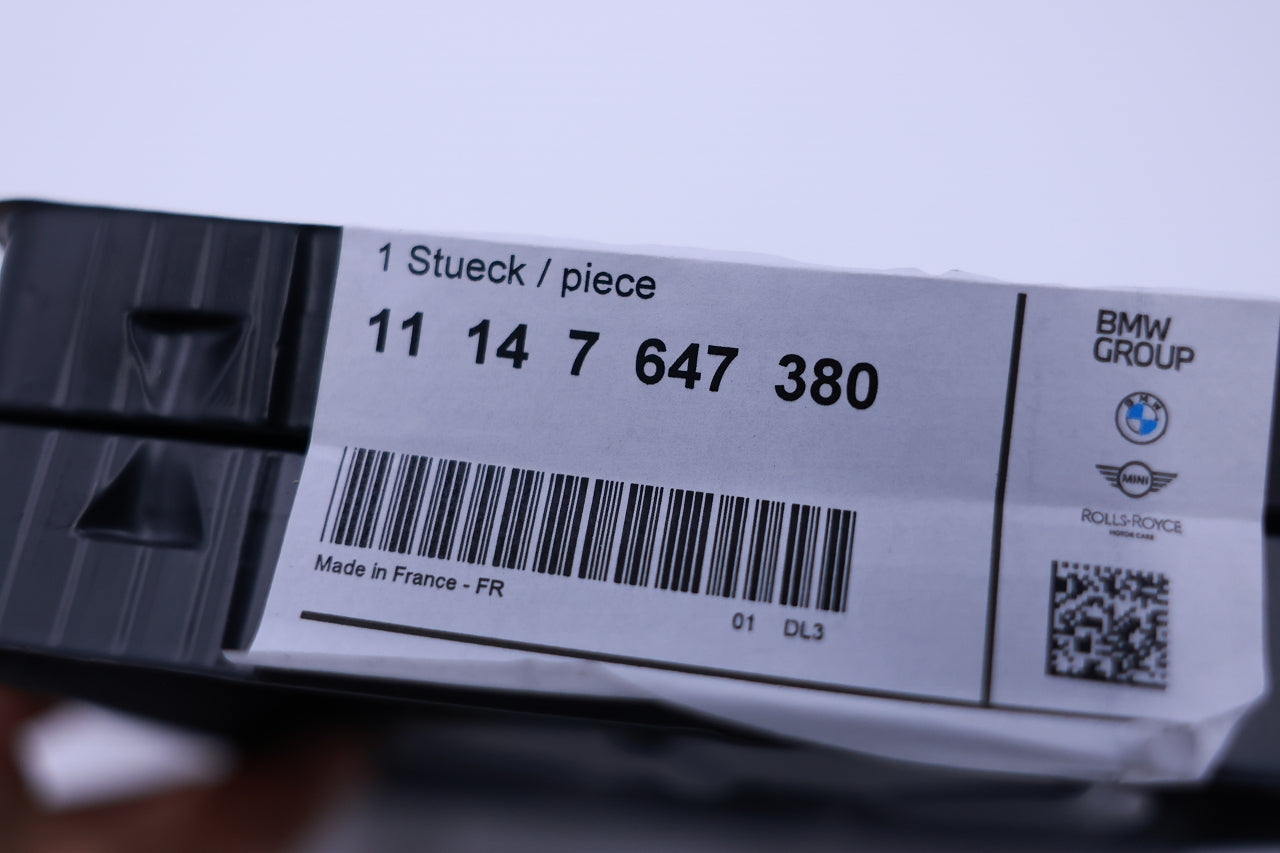 1 Stueck / piece
11 14 7 647 380
Made in France - FR
01 DL3
BMW
GROUP
BMW
MINI
ROLLS-ROYCE
MOTOR CARS